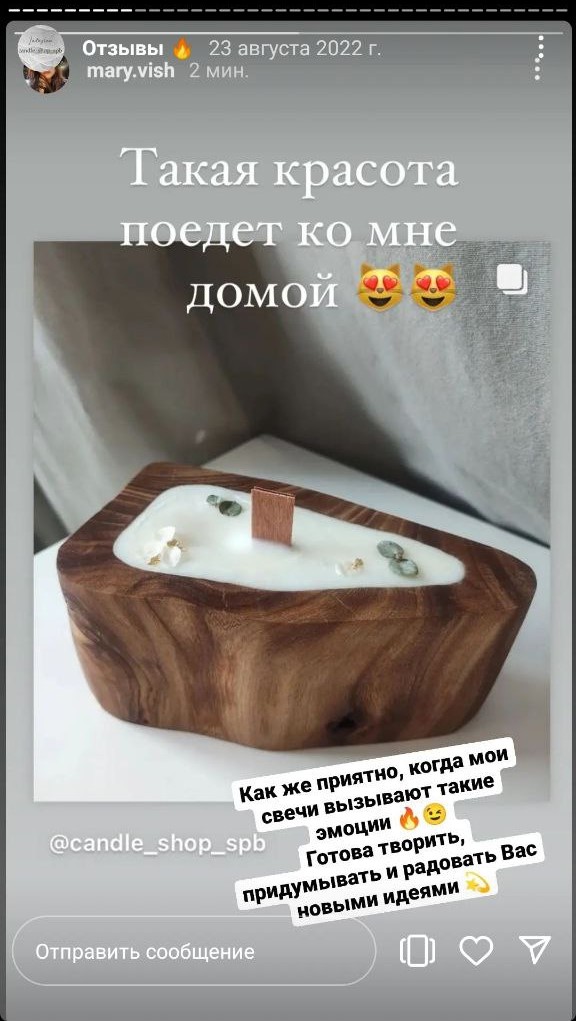 Отзывы 🔥 23 августа 2022 г.
mary.vish 2 мин.
Такая красота
поедет ко мне
домой 😻😻
Как же приятно, когда мои
свечи вызывают такие
эмоции 🔥😉
Готова творить,
придумывать и радовать Вас
новыми идеями 💫
@candle_shop_spb
Отправить сообщение